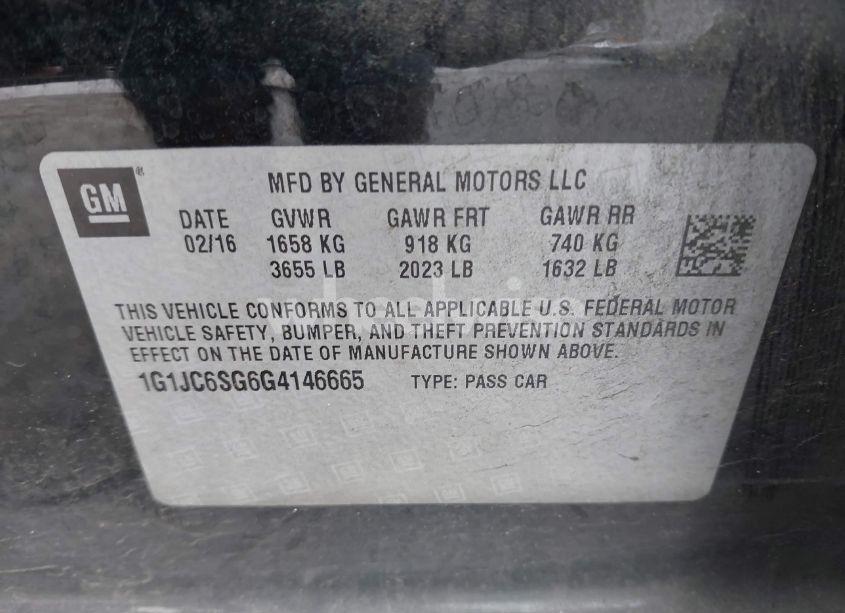 GM®
MFD BY GENERAL MOTORS LLC
DATE GVWR GAWR FRT GAWR RR
02/16 1658 KG 918 KG 740 KG
3655 LB 2023 LB 1632 LB
THIS VEHICLE CONFORMS TO ALL APPLICABLE U.S. FEDERAL MOTOR
VEHICLE SAFETY, BUMPER, AND THEFT PREVENTION STANDARDS IN
EFFECT ON THE DATE OF MANUFACTURE SHOWN ABOVE.
1G1JC6SG6G4146665 TYPE: PASS CAR